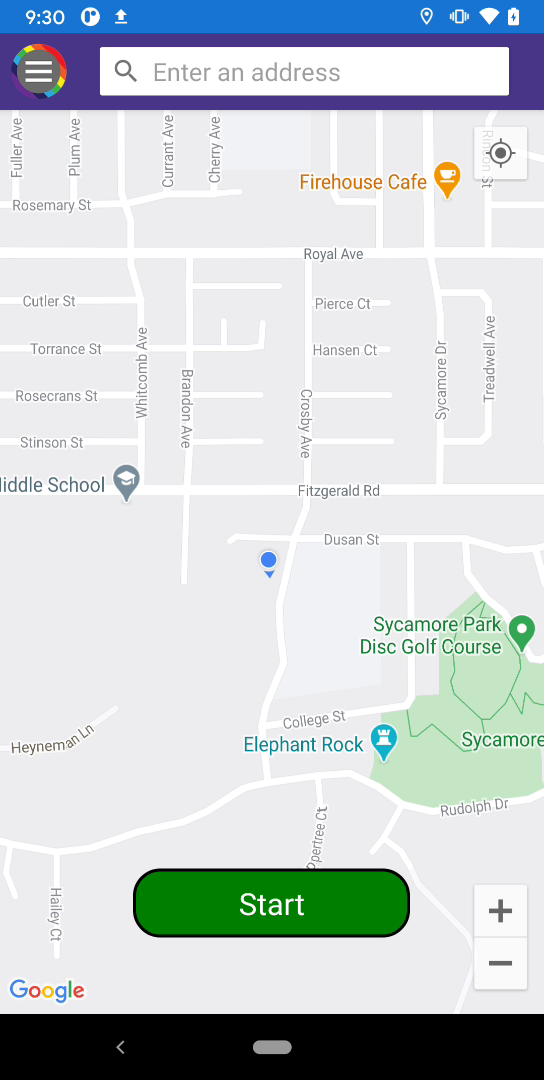 9:30
Enter an address
Fuller Ave
Plum Ave
Currant Ave
Cherry Ave
Firehouse Cafe
Rosemary St
Royal Ave
Cutler St
Pierce Ct
Torrance St
Hansen Ct
Whitcomb Ave
Sycamore Dr
Treadwell Ave
Rosecrans St
Brandon Ave
Crosby Ave
Stinson St
iddle School
Fitzgerald Rd
Dusan St
Sycamore Park
Disc Golf Course
College St
Heyneman Ln
Elephant Rock
Sycamore
Rudolph Dr
ppertree Ct
Hailey Ct
Start
Google